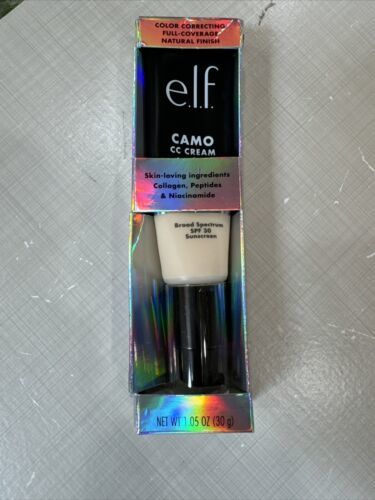 COLOR CORRECTING
FULL-COVERAGE
NATURAL FINISH
e.l.f.
CAMO
CC CREAM
Skin-loving ingredients
Collagen, Peptides
& Niacinamide
Broad Spectrum
SPF 30
Sunscreen
NET WT 1.05 OZ (30 g)